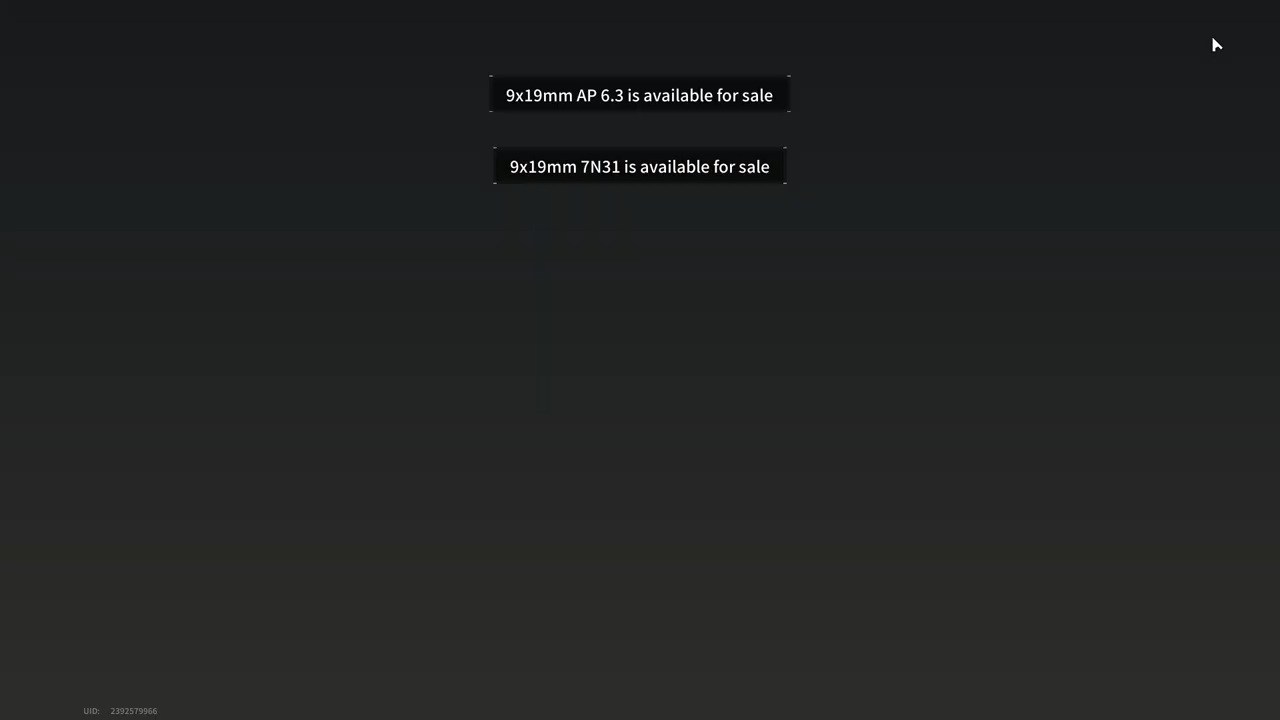 9x19mm AP 6.3 is available for sale
9x19mm 7N31 is available for sale
UID: 2392579966